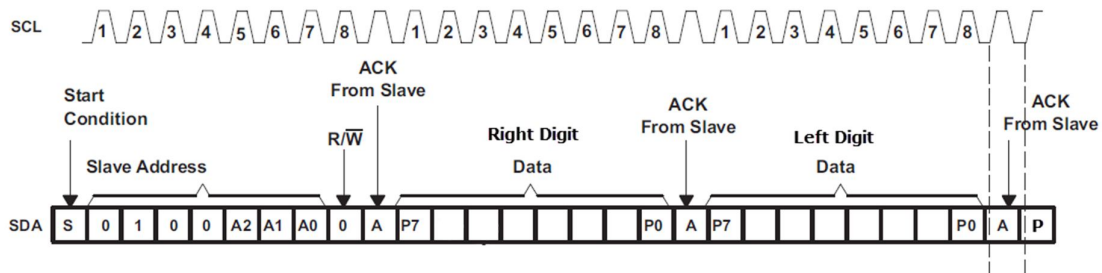 SCL 1 2 3 4 5 6 7 8 1 2 3 4 5 6 7 8 1 2 3 4 5 6 7 8
Start
Condition
Slave Address
R/W̅
ACK
From Slave
Right Digit
Data
ACK
From Slave
Left Digit
Data
ACK
From Slave
SDA S 0 1 0 0 A2 A1 A0 0 A P7 P0 A P7 P0 A P